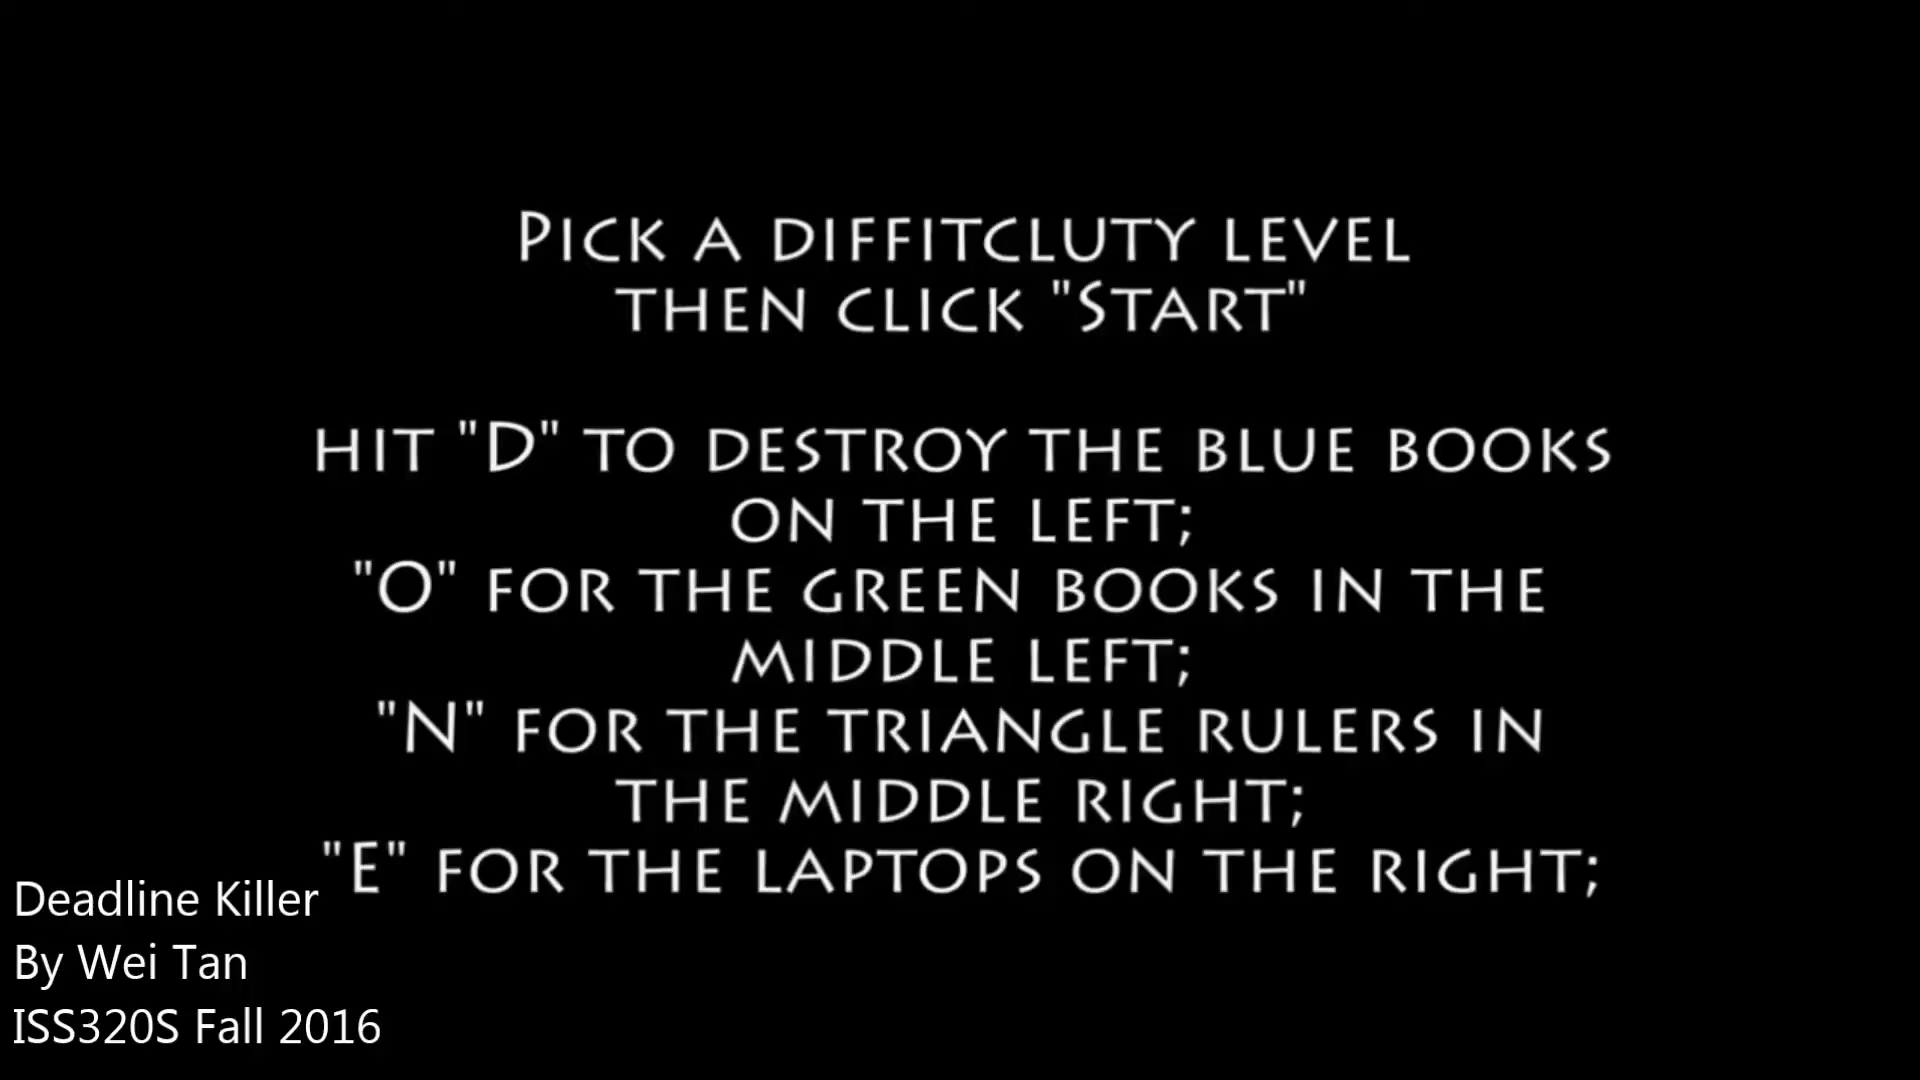 Pick a diffitcluty level
then click "Start"
hit "D" to destroy the blue books
on the left;
"O" for the green books in the
middle left;
"N" for the triangle rulers in
the middle right;
"E" for the laptops on the right;
Deadline Killer
By Wei Tan
ISS320S Fall 2016